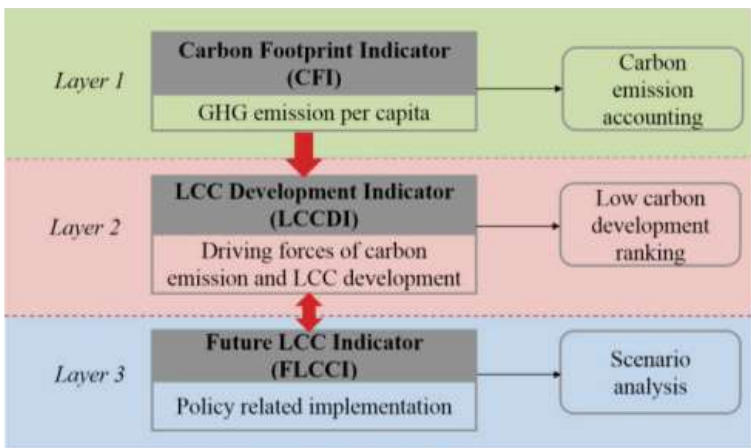 Layer 1
Carbon Footprint Indicator
(CFI)
GHG emission per capita
Carbon
emission
accounting
Layer 2
LCC Development Indicator
(LCCDI)
Driving forces of carbon
emission and LCC development
Low carbon
development
ranking
Layer 3
Future LCC Indicator
(FLCCI)
Policy related implementation
Scenario
analysis